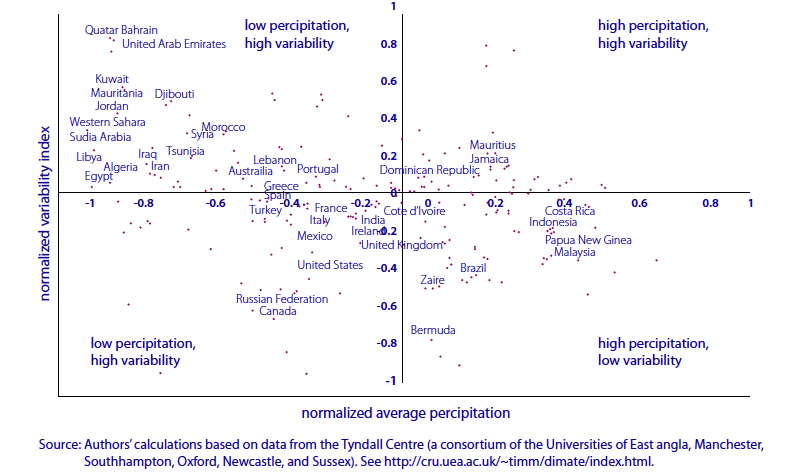 1
low percipitation,
high variability
high percipitation,
high variability
Quatar Bahrain
United Arab Emirates
0.8
0.6
Kuwait
Mauritania
Djibouti
Jordan
0.4
Western Sahara
Morocco
Syria
Sudia Arabia
Mauritius
0.2
Libya
Iraq
Tsunisia
Lebanon
Jamaica
Algeria
Iran
Austrailia
Portugal
Dominican Republic
Egypt
Greece
0
Spain
-1
-0.8
-0.6
-0.4
-0.2
0
0.2
0.4
0.6
0.8
1
Turkey
France
Cote d'Ivoire
Costa Rica
Italy
India
Indonesia
Ireland
-0.2
Mexico
United Kingdom
Papua New Ginea
Malaysia
United States
-0.4
Brazil
Zaire
Russian Federation
Canada
-0.6
Bermuda
low percipitation,
high variability
-0.8
high percipitation,
low variability
-1
normalized variability index
normalized average percipitation
Source: Authors' calculations based on data from the Tyndall Centre (a consortium of the Universities of East angla, Manchester,
Southhampton, Oxford, Newcastle, and Sussex). See http://cru.uea.ac.uk/~timm/dimate/index.html.